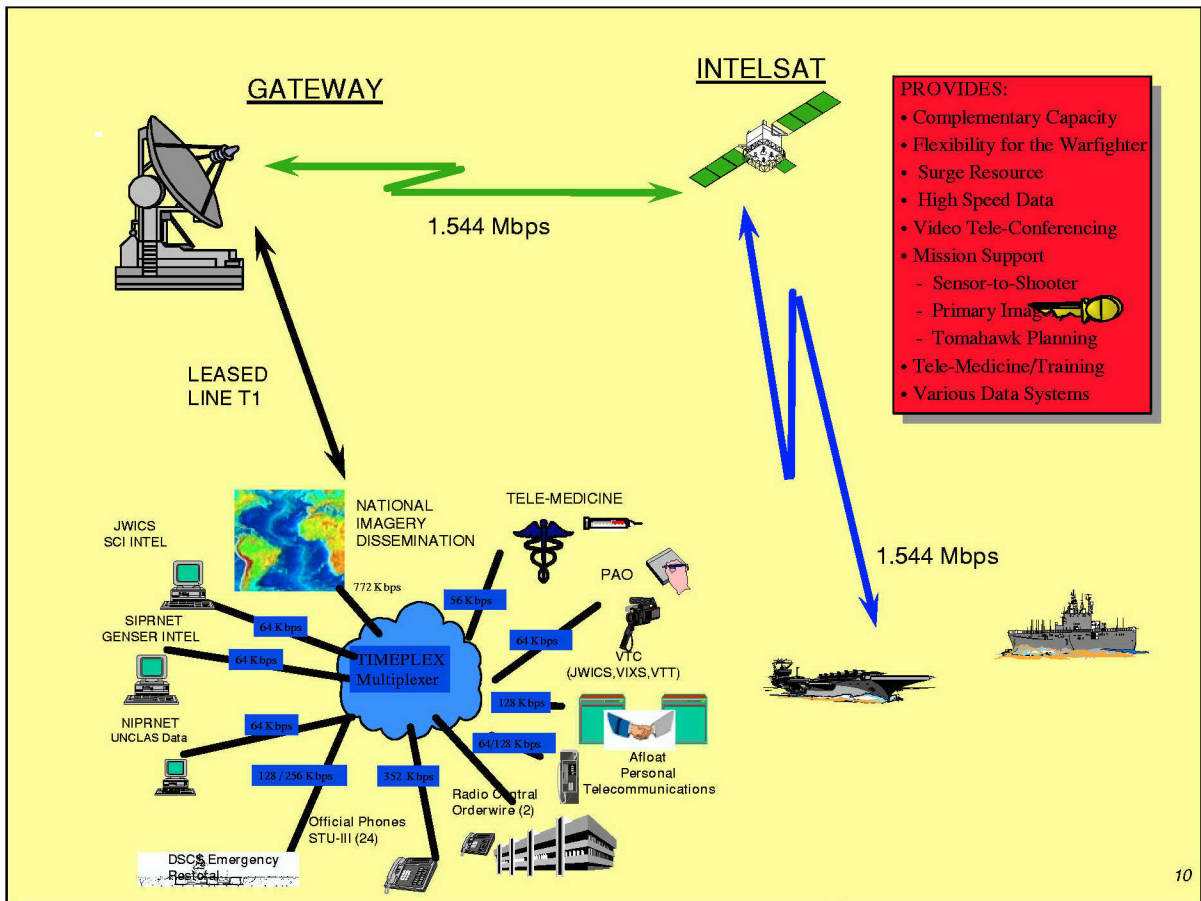 GATEWAY
INTELSAT
1.544 Mbps
PROVIDES:
• Complementary Capacity
• Flexibility for the Warfighter
• Surge Resource
• High Speed Data
• Video Tele-Conferencing
• Mission Support
- Sensor-to-Shooter
- Primary
- Tomahawk Planning
• Tele-Medicine/Training
• Various Data Systems
LEASED
LINE T1
NATIONAL
IMAGERY
DISSEMINATION
772 Kbps
TELE-MEDICINE
56 Kbps
PAO
64 Kbps
VTC
(JWICS,VIXS,VTT)
128 Kbps
1.544 Mbps
JWICS
SCI INTEL
64 Kbps
SIPRNET
GENSER INTEL
64 Kbps
TIMEPLEX
Multiplexer
NIPRNET
UNCLAS Data
64 Kbps
64/128 Kbps
Afloat
Personal
Telecommunications
128 / 256 Kbps
352 Kbps
Radio Central
Orderwire (2)
Official Phones
STU-III (24)
DSCS Emergency
Restoral
10